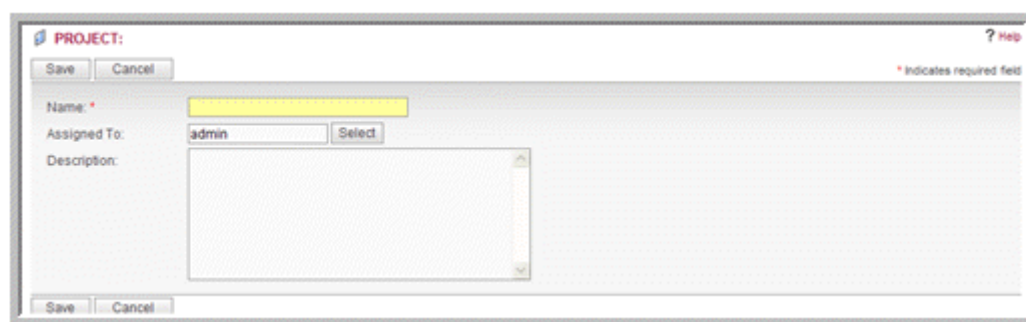 PROJECT: ? Help
Save Cancel * Indicates required field
Name: *
Assigned To: admin Select
Description:
Save Cancel